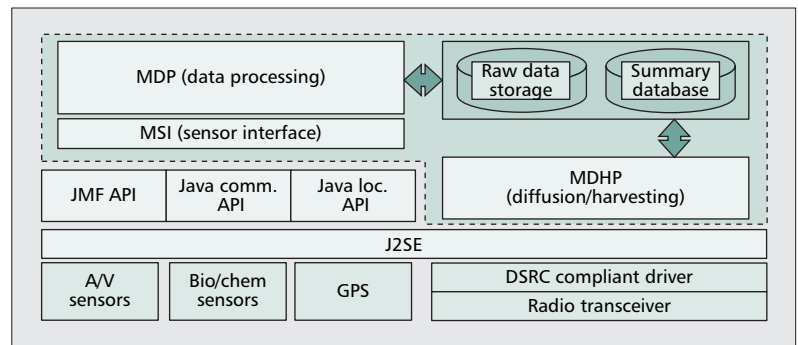 MDP (data processing)
Raw data
storage
Summary
database
MSI (sensor interface)
MDHP
(diffusion/harvesting)
JMF API
Java comm.
API
Java loc.
API
J2SE
A/V
sensors
Bio/chem
sensors
GPS
DSRC compliant driver
Radio transceiver